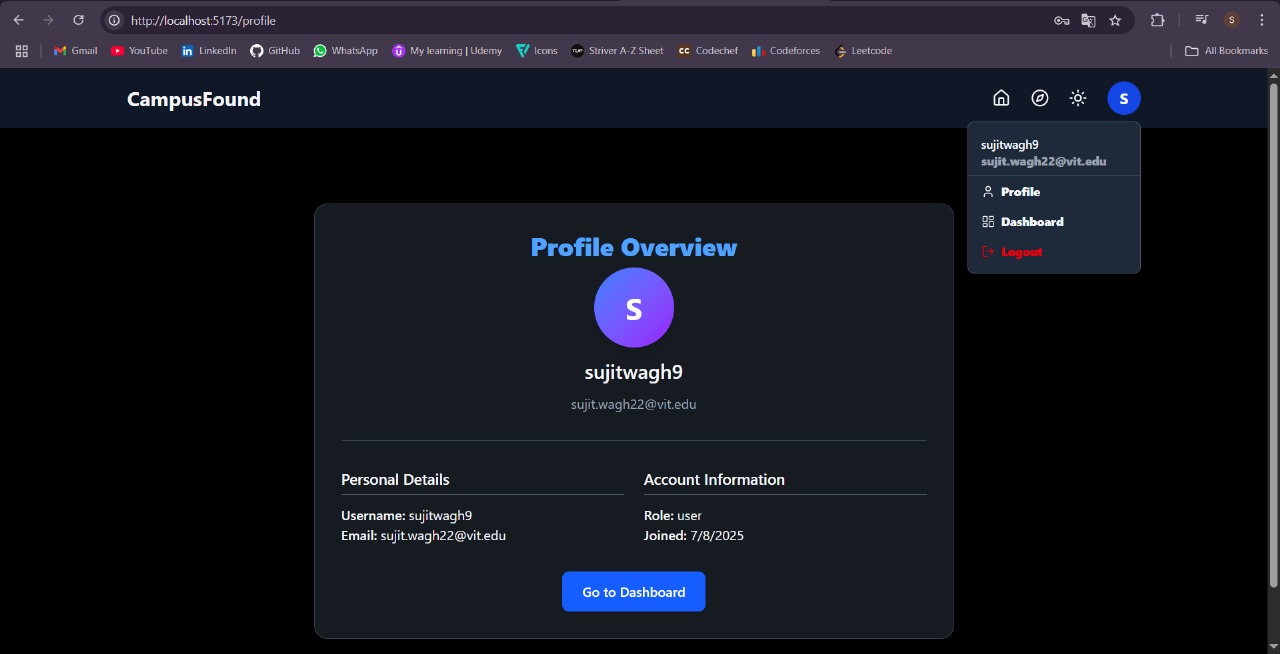 http://localhost:5173/profile
S
Gmail YouTube LinkedIn GitHub WhatsApp My learning | Udemy Icons Striver A-Z Sheet Codechef Codeforces Leetcode All Bookmarks
CampusFound
S
sujitwagh9
sujit.wagh22@vit.edu
Profile
Dashboard
Logout
Profile Overview
S
sujitwagh9
sujit.wagh22@vit.edu
Personal Details
Username: sujitwagh9
Email: sujit.wagh22@vit.edu
Account Information
Role: user
Joined: 7/8/2025
Go to Dashboard